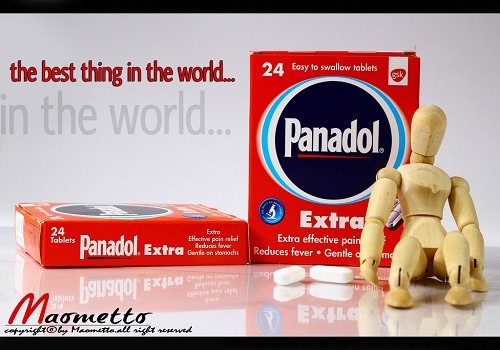 the best thing in the world...
in the world...
24 Easy to swallow tablets
gsk
Panadol
Extra
Extra effective pain
Reduces fever • Gentle on stomachs
24
Tablets
Panadol Extra
Extra
Effective pain relief
Reduces fever
Gentle on stomachs
Maometto
copyright©by Maometto.all right reserved